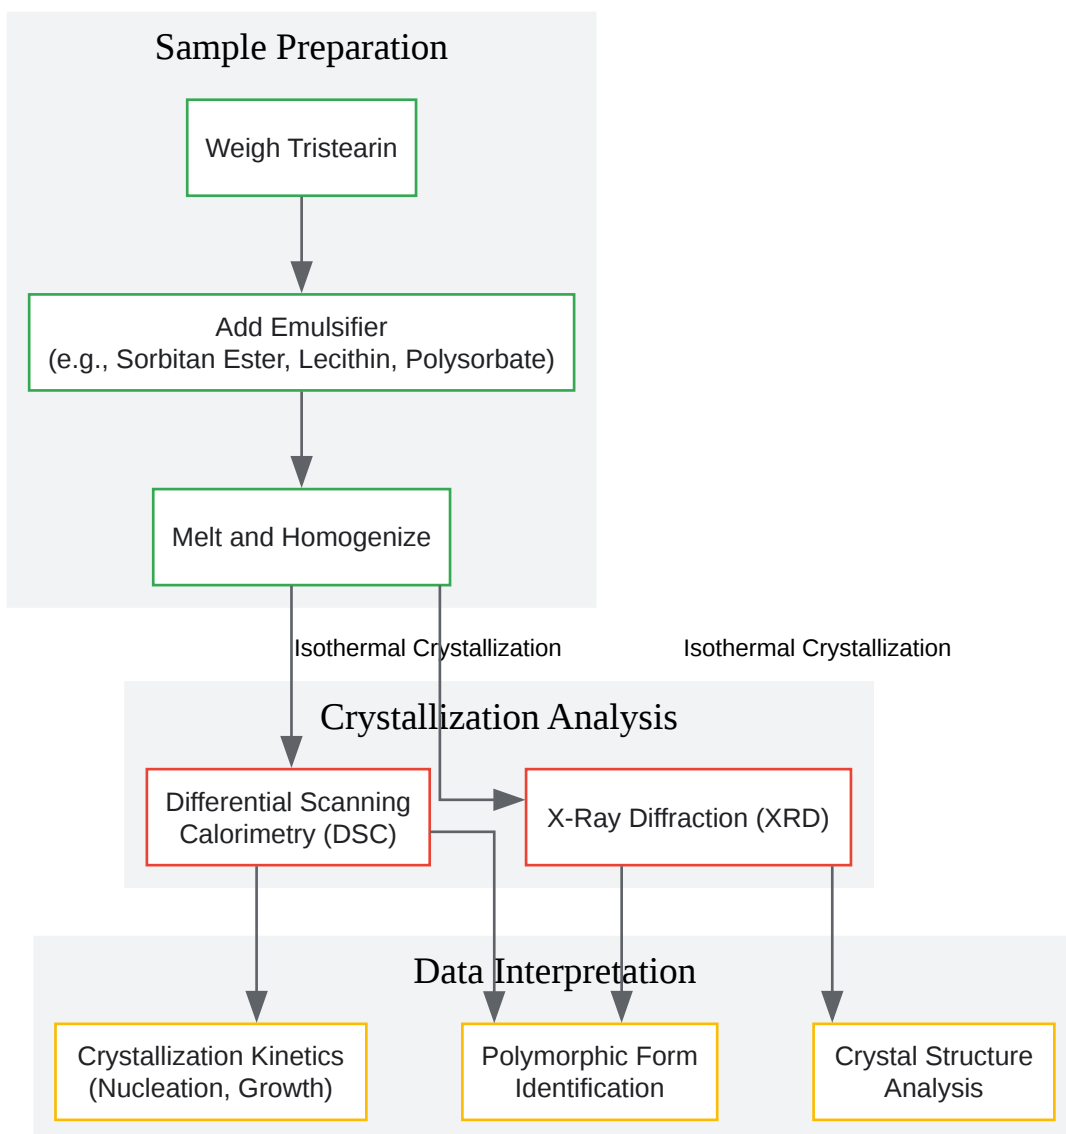 Sample Preparation
Weigh Tristearin
Add Emulsifier
(e.g., Sorbitan Ester, Lecithin, Polysorbate)
Melt and Homogenize
Isothermal Crystallization
Isothermal Crystallization
Crystallization Analysis
Differential Scanning
Calorimetry (DSC)
X-Ray Diffraction (XRD)
Data Interpretation
Crystallization Kinetics
(Nucleation, Growth)
Polymorphic Form
Identification
Crystal Structure
Analysis